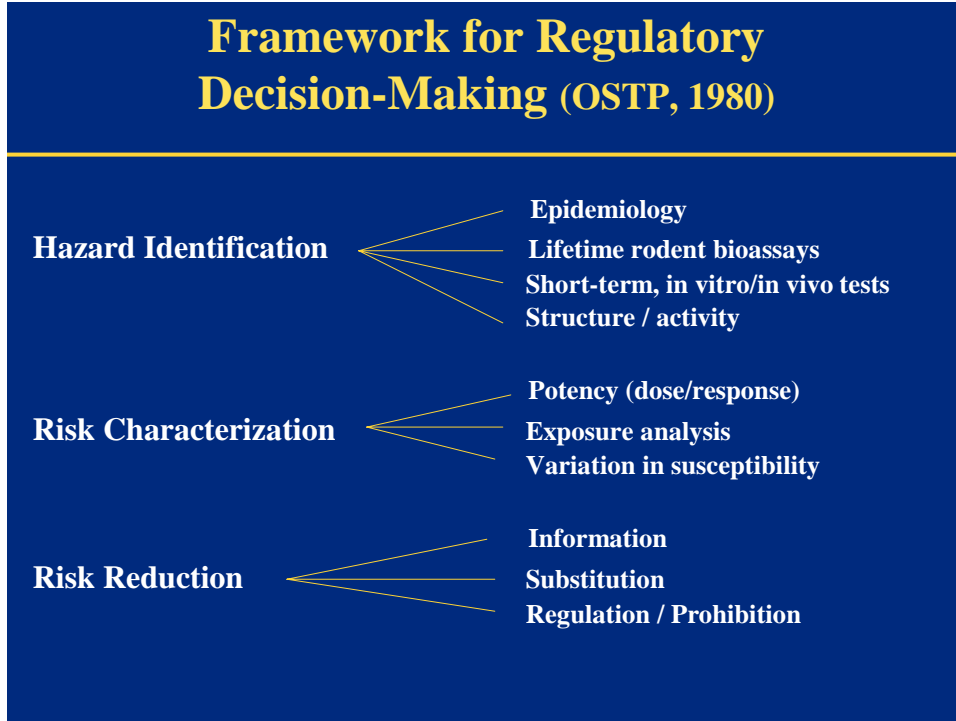 Framework for Regulatory
Decision-Making (OSTP, 1980)
Hazard Identification
Epidemiology
Lifetime rodent bioassays
Short-term, in vitro/in vivo tests
Structure / activity
Risk Characterization
Potency (dose/response)
Exposure analysis
Variation in susceptibility
Risk Reduction
Information
Substitution
Regulation / Prohibition